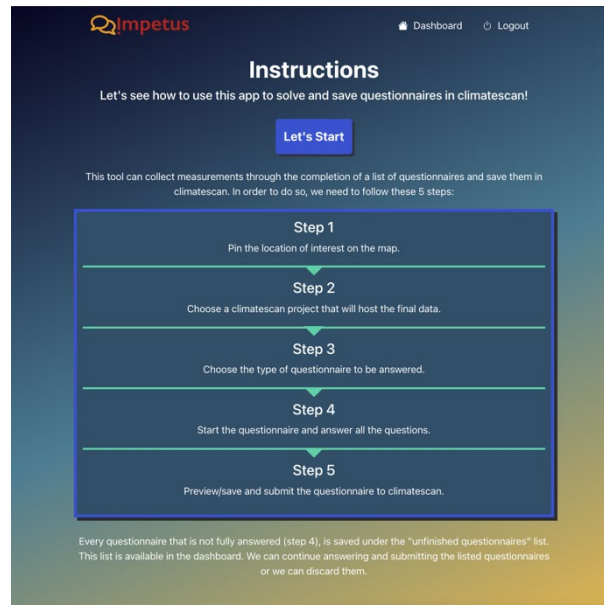 Impetus
Dashboard
Logout
Instructions
Let's see how to use this app to solve and save questionnaires in climatescan!
Let's Start
This tool can collect measurements through the completion of a list of questionnaires and save them in
climatescan. In order to do so, we need to follow these 5 steps:
Step 1
Pin the location of interest on the map.
Step 2
Choose a climatescan project that will host the final data.
Step 3
Choose the type of questionnaire to be answered.
Step 4
Start the questionnaire and answer all the questions.
Step 5
Preview/save and submit the questionnaire to climatescan.
Every questionnaire that is not fully answered (step 4), is saved under the "unfinished questionnaires" list.
This list is available in the dashboard. We can continue answering and submitting the listed questionnaires
or we can discard them.